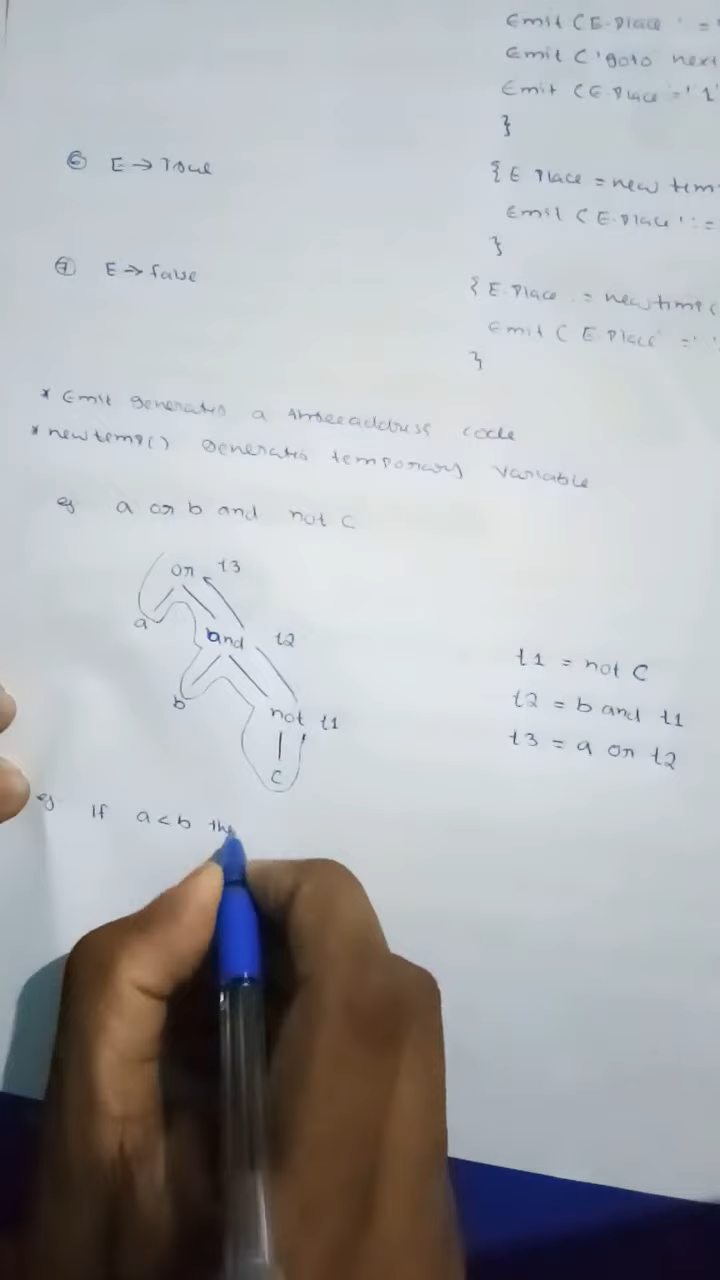 Emit (E.Place ' =
Emit ('goto next
Emit (E.Place '=' '1'
}
⑥ E → True
{E Place = new tem
Emit (E.Place ':=
}
⑦ E → false
{E.Place := newtemp(
Emit (E Place '='
}
* Emit generates a threeaddress code
* newtemp() generates temporary variable
eg a or b and not c
or t3
a
and t2
b
not t1
c
t1 = not c
t2 = b and t1
t3 = a or t2
eg If a<b the